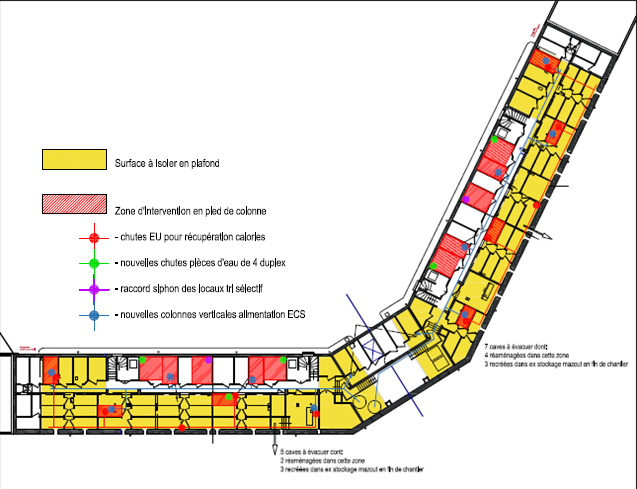 Surface à isoler en plafond
Zone d'intervention en pied de colonne
- chutes EU pour récupération calories
- nouvelles chutes pièces d'eau de 4 duplex
- raccord siphon des locaux tri sélectif
- nouvelles colonnes verticales alimentation ECS
7 caves à évacuer dont:
4 réaménagées dans cette zone
3 recréées dans ex stockage mazout en fin de chantier
5 caves à évacuer dont:
2 réaménagées dans cette zone
3 recréées dans ex stockage mazout en fin de chantier